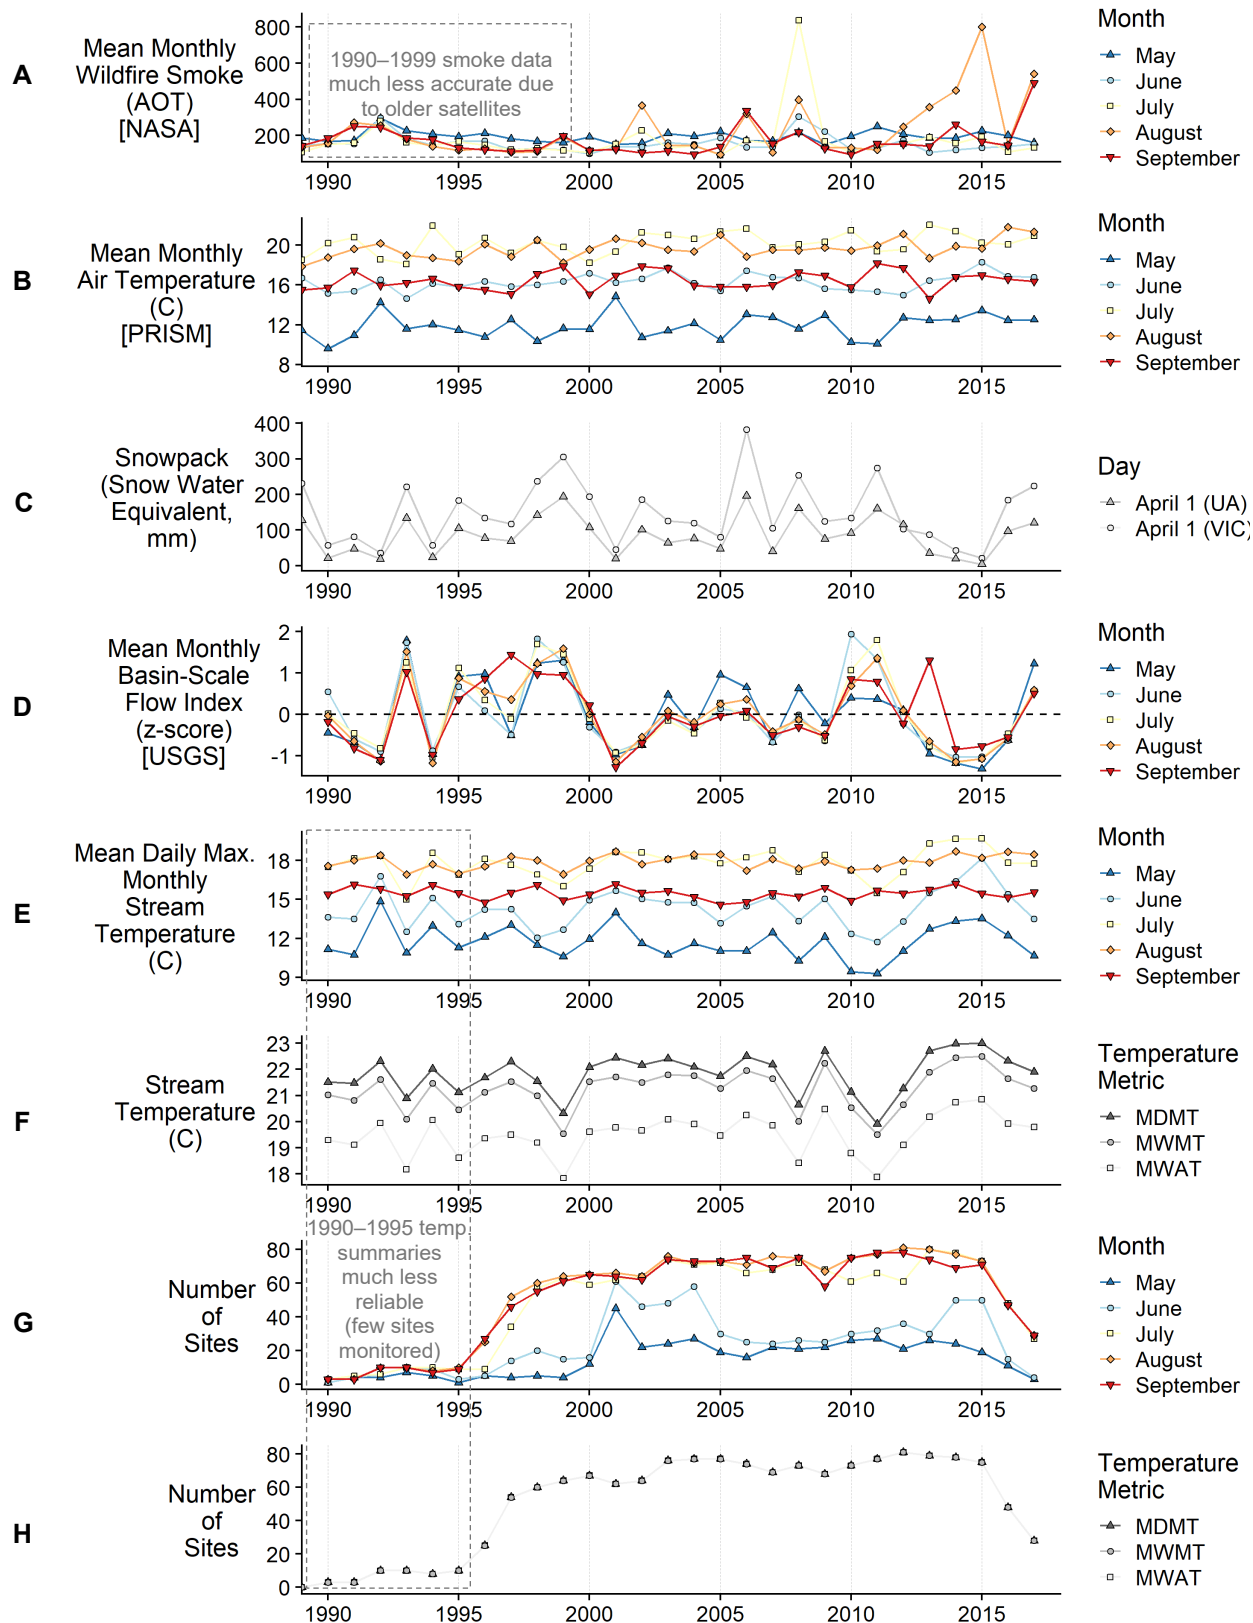 A
Mean Monthly
Wildfire Smoke
(AOT)
[NASA]
800
600
400
200
1990–1999 smoke data
much less accurate due
to older satellites
1990
1995
2000
2005
2010
2015
Month
May
June
July
August
September
B
Mean Monthly
Air Temperature
(C)
[PRISM]
20
16
12
8
1990
1995
2000
2005
2010
2015
Month
May
June
July
August
September
C
Snowpack
(Snow Water
Equivalent,
mm)
400
300
200
100
0
1990
1995
2000
2005
2010
2015
Day
April 1 (UA)
April 1 (VIC)
D
Mean Monthly
Basin-Scale
Flow Index
(z-score)
[USGS]
2
1
0
-1
1990
1995
2000
2005
2010
2015
Month
May
June
July
August
September
E
Mean Daily Max.
Monthly
Stream
Temperature
(C)
18
15
12
9
1990
1995
2000
2005
2010
2015
Month
May
June
July
August
September
F
Stream
Temperature
(C)
23
22
21
20
19
18
1990
1995
2000
2005
2010
2015
Temperature
Metric
MDMT
MWMT
MWAT
G
Number
of
Sites
80
60
40
20
0
1990–1995 temp.
summaries
much less
reliable
(few sites
monitored)
1990
1995
2000
2005
2010
2015
Month
May
June
July
August
September
H
Number
of
Sites
80
60
40
20
0
1990
1995
2000
2005
2010
2015
Temperature
Metric
MDMT
MWMT
MWAT